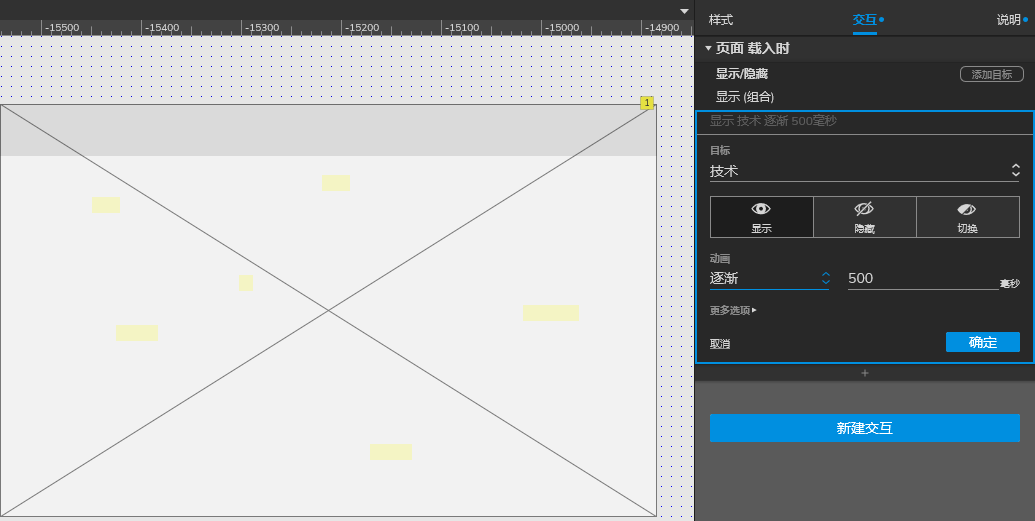 -15500 -15400 -15300 -15200 -15100 -15000 -14900
1
样式 交互 说明
页面 载入时
显示/隐藏 添加目标
显示 (组合)
显示 技术 逐渐 500毫秒
目标
技术
显示 隐藏 切换
动画
逐渐 500 毫秒
更多选项
取消 确定
+
新建交互